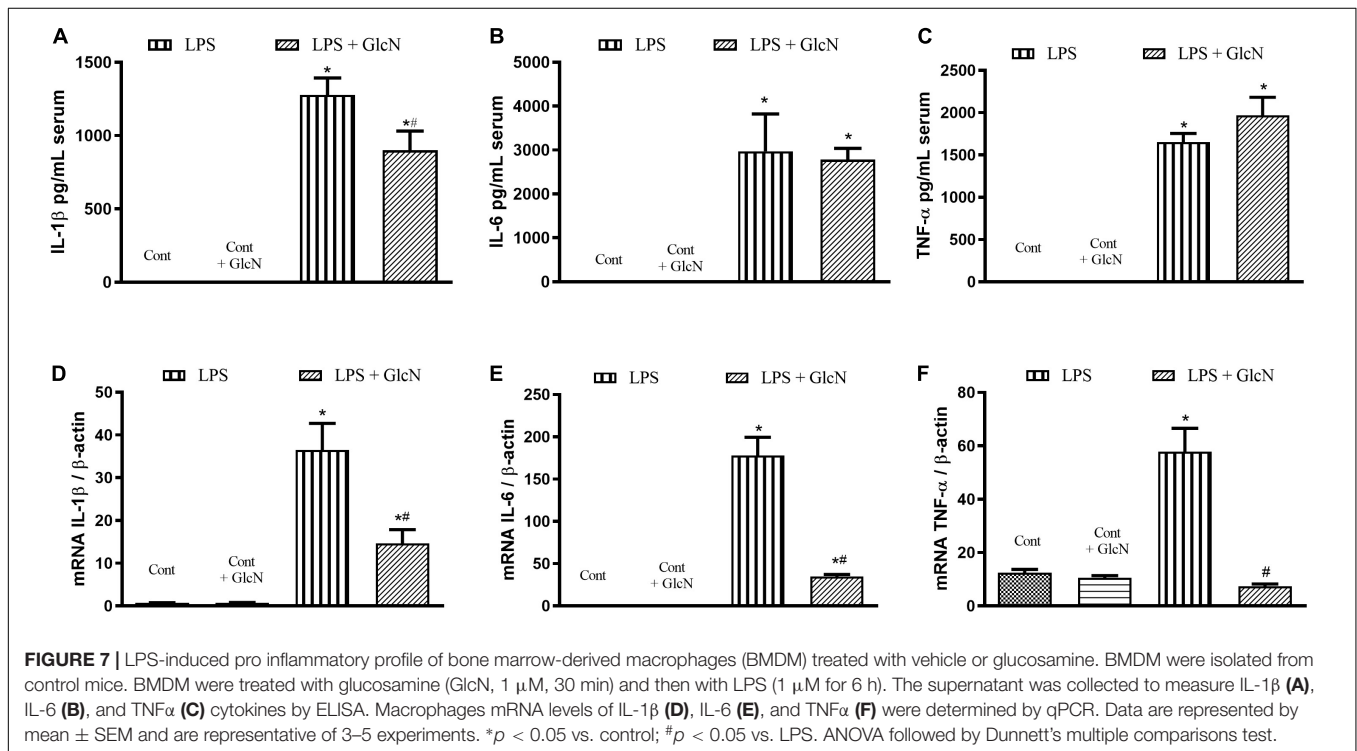 A
LPS LPS + GlcN
IL-1β pg/mL serum
1500
1000
500
0
Cont
Cont
+ GlcN
*
*#
B
LPS LPS + GlcN
IL-6 pg/mL serum
5000
4000
3000
2000
1000
0
Cont
Cont
+ GlcN
*
*
C
LPS LPS + GlcN
TNF-α pg/mL serum
2500
2000
1500
1000
500
0
Cont
Cont
+ GlcN
*
*
D
LPS LPS + GlcN
mRNA IL-1β / β-actin
50
40
30
20
10
0
Cont
Cont
+ GlcN
*
*#
E
LPS LPS + GlcN
mRNA IL-6 / β-actin
250
200
150
100
50
0
Cont
Cont
+ GlcN
*
*#
F
LPS LPS + GlcN
mRNA TNF-α / β-actin
80
60
40
20
0
Cont
Cont
+ GlcN
*
#
FIGURE 7 | LPS-induced pro inflammatory profile of bone marrow-derived macrophages (BMDM) treated with vehicle or glucosamine. BMDM were isolated from
control mice. BMDM were treated with glucosamine (GlcN, 1 μM, 30 min) and then with LPS (1 μM for 6 h). The supernatant was collected to measure IL-1β (A),
IL-6 (B), and TNFα (C) cytokines by ELISA. Macrophages mRNA levels of IL-1β (D), IL-6 (E), and TNFα (F) were determined by qPCR. Data are represented by
mean ± SEM and are representative of 3–5 experiments. *p < 0.05 vs. control; #p < 0.05 vs. LPS. ANOVA followed by Dunnett's multiple comparisons test.